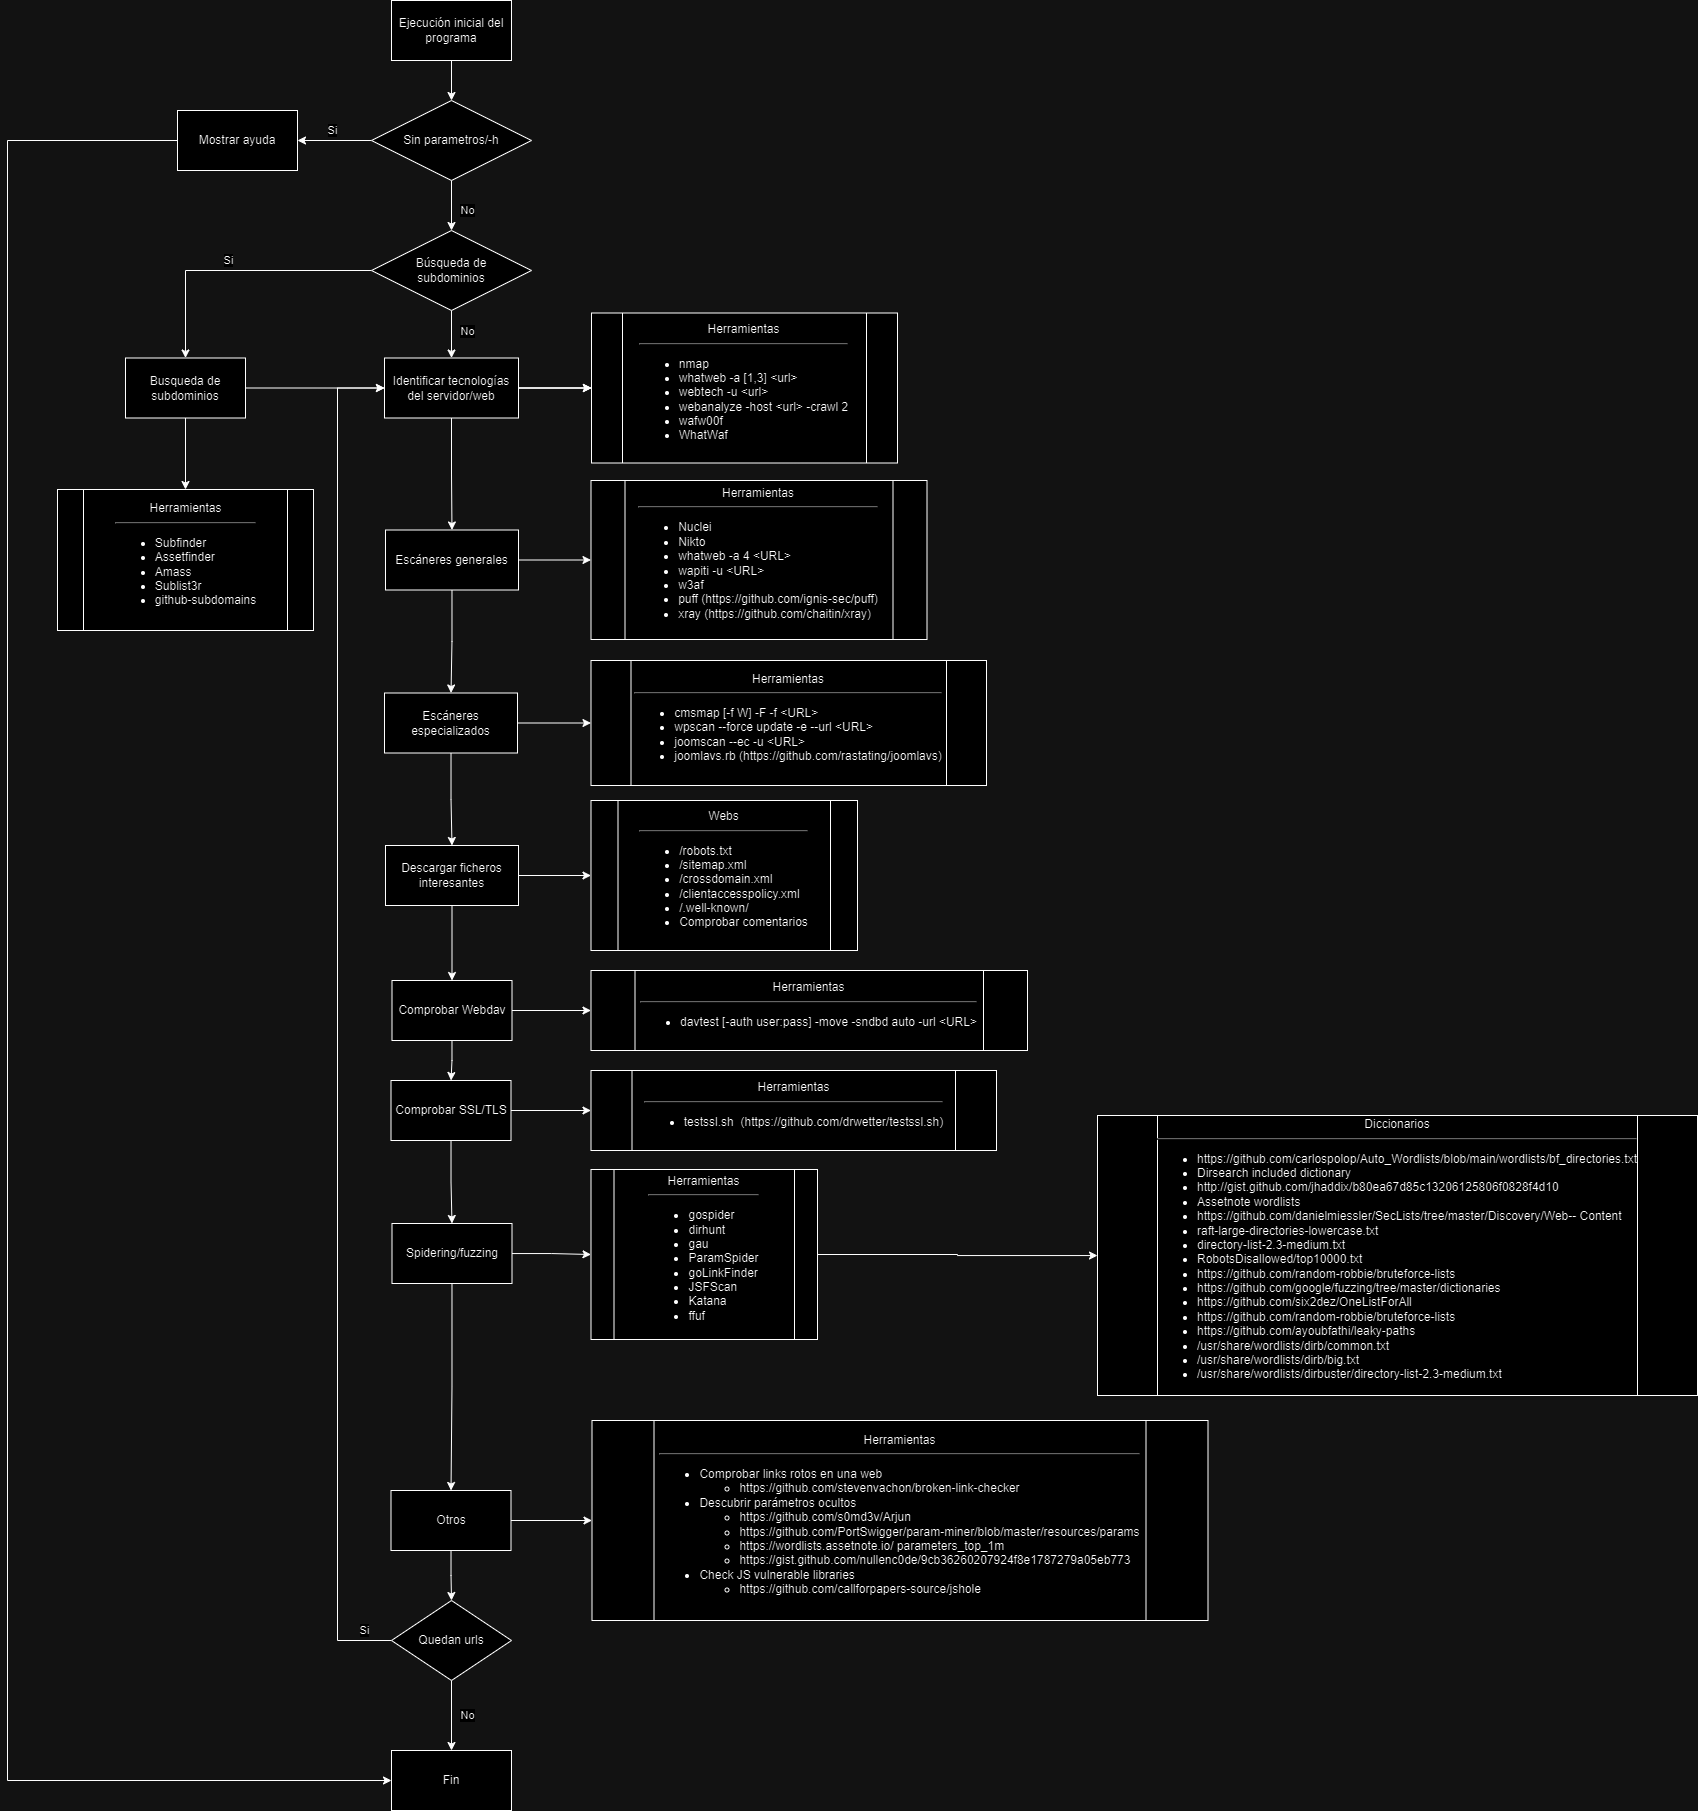 Ejecución inicial del
programa
Sin parametros/-h
Si
Mostrar ayuda
No
Búsqueda de
subdominios
Si
No
Busqueda de
subdominios
Herramientas
Subfinder
Assetfinder
Amass
Sublist3r
github-subdomains
Identificar tecnologías
del servidor/web
Herramientas
nmap
whatweb -a [1,3] <url>
webtech -u <url>
webanalyze -host <url> -crawl 2
wafw00f
WhatWaf
Escáneres generales
Herramientas
Nuclei
Nikto
whatweb -a 4 <URL>
wapiti -u <URL>
w3af
puff (https://github.com/ignis-sec/puff)
xray (https://github.com/chaitin/xray)
Escáneres
especializados
Herramientas
cmsmap [-f W] -F -f <URL>
wpscan --force update -e --url <URL>
joomscan --ec -u <URL>
joomlavs.rb (https://github.com/rastating/joomlavs)
Descargar ficheros
interesantes
Webs
/robots.txt
/sitemap.xml
/crossdomain.xml
/clientaccesspolicy.xml
/.well-known/
Comprobar comentarios
Comprobar Webdav
Herramientas
davtest [-auth user:pass] -move -sndbd auto -url <URL>
Comprobar SSL/TLS
Herramientas
testssl.sh  (https://github.com/drwetter/testssl.sh)
Spidering/fuzzing
Herramientas
gospider
dirhunt
gau
ParamSpider
goLinkFinder
JSFScan
Katana
ffuf
Diccionarios
https://github.com/carlospolop/Auto_Wordlists/blob/main/wordlists/bf_directories.txt
Dirsearch included dictionary
http://gist.github.com/jhaddix/b80ea67d85c13206125806f0828f4d10
Assetnote wordlists
https://github.com/danielmiessler/SecLists/tree/master/Discovery/Web-- Content
raft-large-directories-lowercase.txt
directory-list-2.3-medium.txt
RobotsDisallowed/top10000.txt
https://github.com/random-robbie/bruteforce-lists
https://github.com/google/fuzzing/tree/master/dictionaries
https://github.com/six2dez/OneListForAll
https://github.com/random-robbie/bruteforce-lists
https://github.com/ayoubfathi/leaky-paths
/usr/share/wordlists/dirb/common.txt
/usr/share/wordlists/dirb/big.txt
/usr/share/wordlists/dirbuster/directory-list-2.3-medium.txt
Otros
Herramientas
Comprobar links rotos en una web
https://github.com/stevenvachon/broken-link-checker
Descubrir parámetros ocultos
https://github.com/s0md3v/Arjun
https://github.com/PortSwigger/param-miner/blob/master/resources/params
https://wordlists.assetnote.io/ parameters_top_1m
https://gist.github.com/nullenc0de/9cb36260207924f8e1787279a05eb773
Check JS vulnerable libraries
https://github.com/callforpapers-source/jshole
Si
Quedan urls
No
Fin